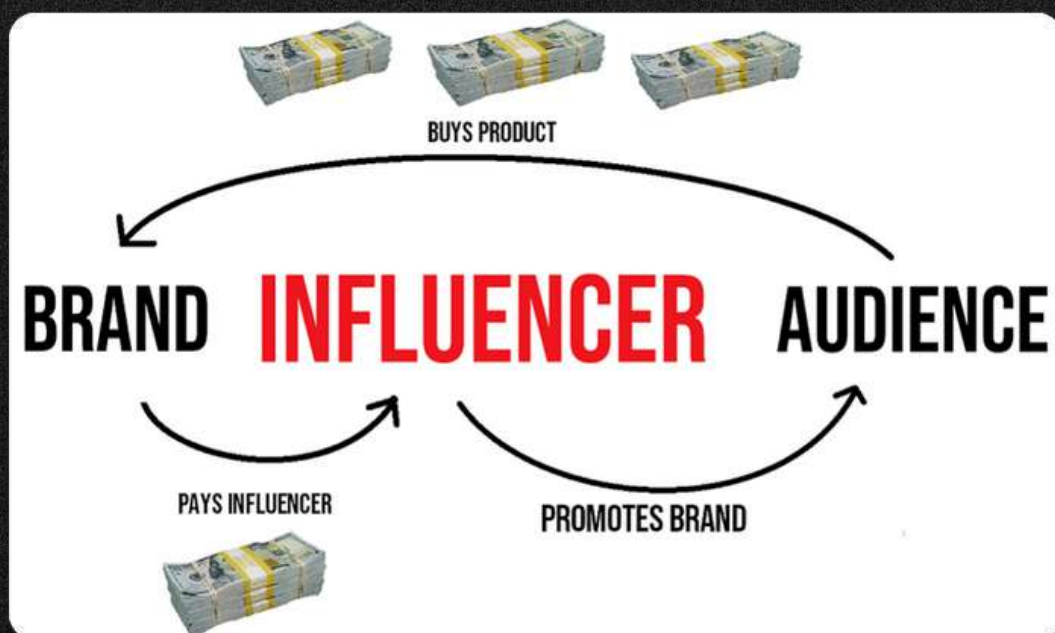 BUYS PRODUCT
BRAND INFLUENCER AUDIENCE
PAYS INFLUENCER
PROMOTES BRAND